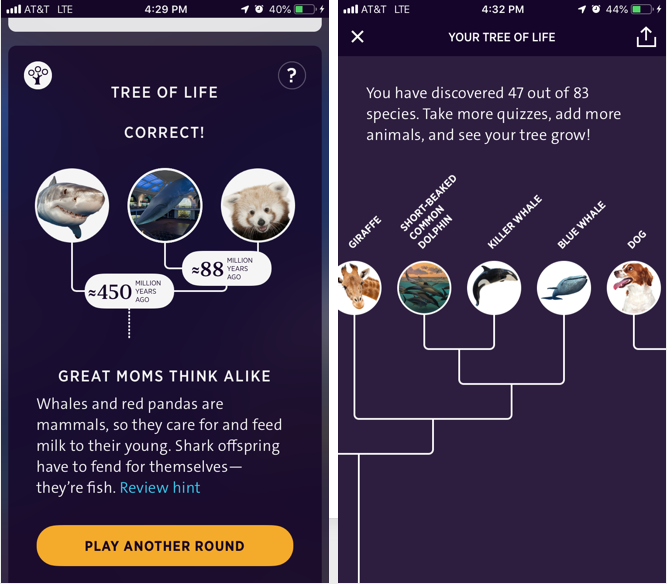 AT&T LTE 4:29 PM 40%
?
TREE OF LIFE
CORRECT!
≈88 MILLION
YEARS
AGO
≈450 MILLION
YEARS
AGO
GREAT MOMS THINK ALIKE
Whales and red pandas are
mammals, so they care for and feed
milk to their young. Shark offspring
have to fend for themselves—
they're fish. Review hint
PLAY ANOTHER ROUND
AT&T LTE 4:32 PM 44%
YOUR TREE OF LIFE
You have discovered 47 out of 83
species. Take more quizzes, add more
animals, and see your tree grow!
GIRAFFE
SHORT-BEAKED
COMMON
DOLPHIN
KILLER WHALE
BLUE WHALE
DOG